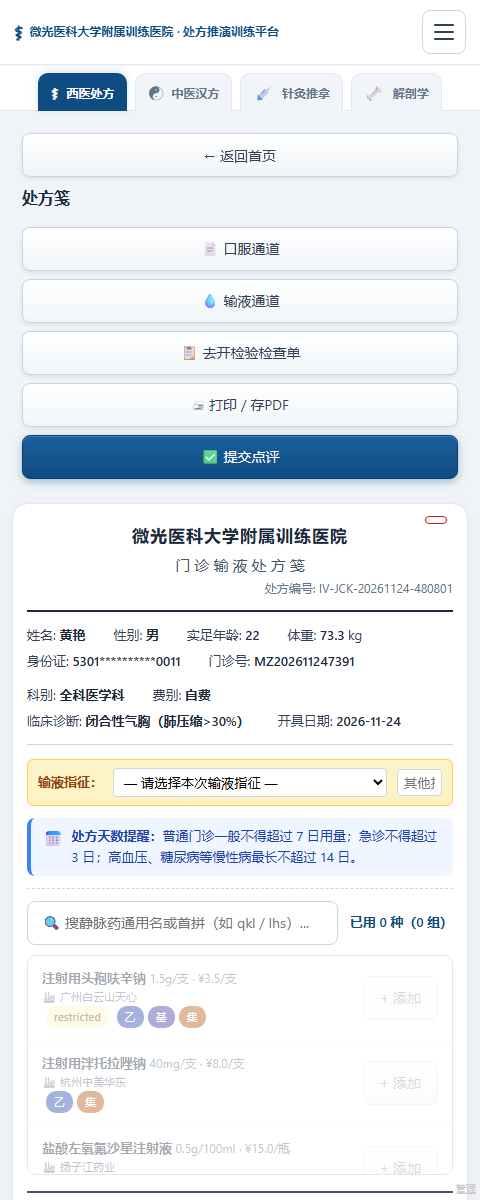 微光医科大学附属训练医院 · 处方推演训练平台
西医处方 中医汉方 针灸推拿 解剖学
← 返回首页
处方笺
口服通道
输液通道
去开检验检查单
打印 / 存PDF
提交点评
微光医科大学附属训练医院
门诊输液处方笺
处方编号: IV-JCK-20261124-480801
姓名: 黄艳 性别: 男 实足年龄: 22 体重: 73.3 kg
身份证: 5301**********0011 门诊号: MZ202611247391
科别: 全科医学科 费别: 自费
临床诊断: 闭合性气胸（肺压缩>30%） 开具日期: 2026-11-24
输液指征： — 请选择本次输液指征 — 其他
处方天数提醒：普通门诊一般不得超过 7 日用量；急诊不得超过
3 日；高血压、糖尿病等慢性病最长不超过 14 日。
搜静脉药通用名或首拼（如 qkl / lhs）... 已用 0 种（0 组）
注射用头孢呋辛钠 1.5g/支 · ¥3.5/支
广州白云山天心
+ 添加
restricted 乙 基 集
注射用泮托拉唑钠 40mg/支 · ¥8.0/支
杭州中美华东
+ 添加
乙 集
盐酸左氧氟沙星注射液 0.5g/100ml · ¥15.0/瓶
扬子江药业
+ 添加
管理